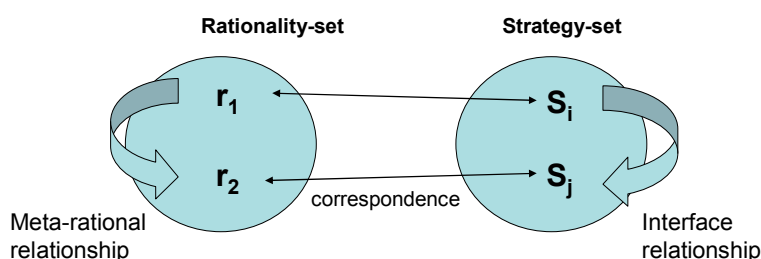 Rationality-set Strategy-set
r1 Si
r2 Sj
correspondence
Meta-rational
relationship
Interface
relationship